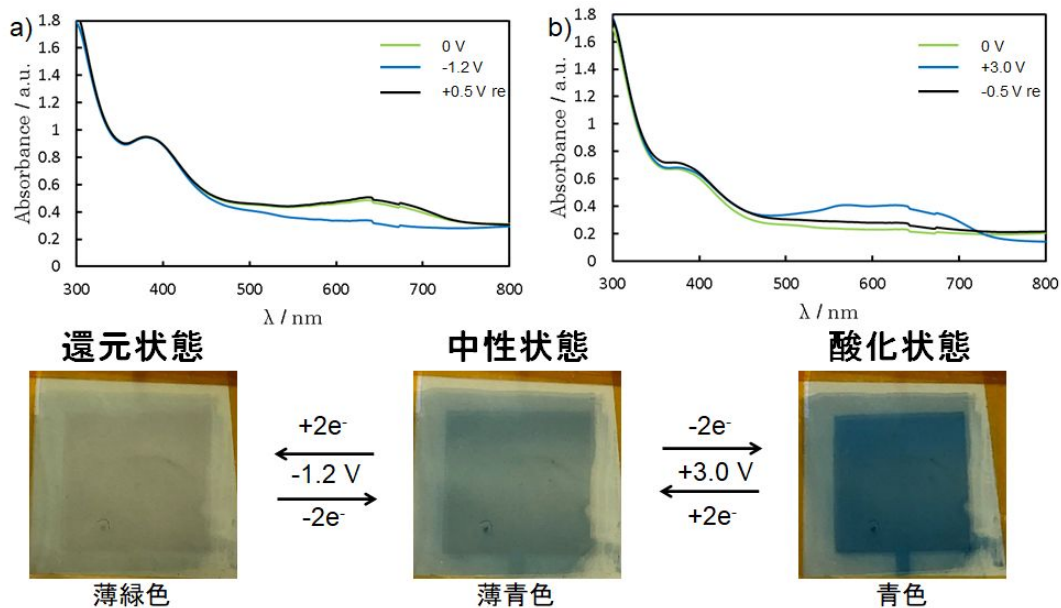 a)
1.8
1.6
1.4
1.2
1
0.8
0.6
0.4
0.2
0
Absorbance / a.u.
0 V
-1.2 V
+0.5 V re
300
400
500
600
700
800
λ / nm
b)
1.8
1.6
1.4
1.2
1
0.8
0.6
0.4
0.2
0
Absorbance / a.u.
0 V
+3.0 V
-0.5 V re
300
400
500
600
700
800
λ / nm
還元状態
中性状態
酸化状態
+2e-
-1.2 V
-2e-
-2e-
+3.0 V
+2e-
薄緑色
薄青色
青色